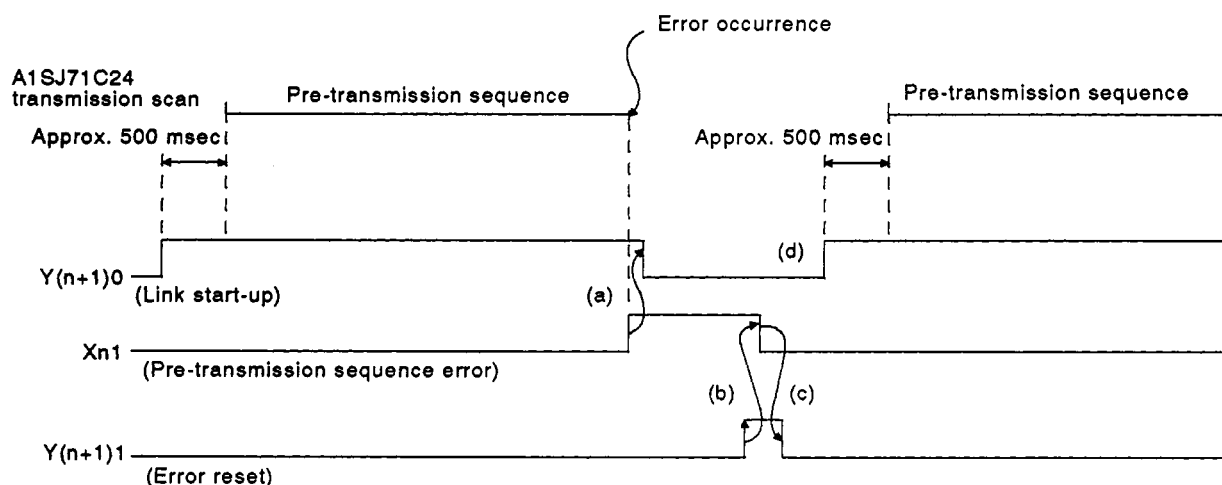 Error occurrence
A1SJ71C24
transmission scan
Pre-transmission sequence
Pre-transmission sequence
Approx. 500 msec
Approx. 500 msec
(d)
Y(n+1)0
(Link start-up)
(a)
Xn1
(Pre-transmission sequence error)
(b)
(c)
Y(n+1)1
(Error reset)